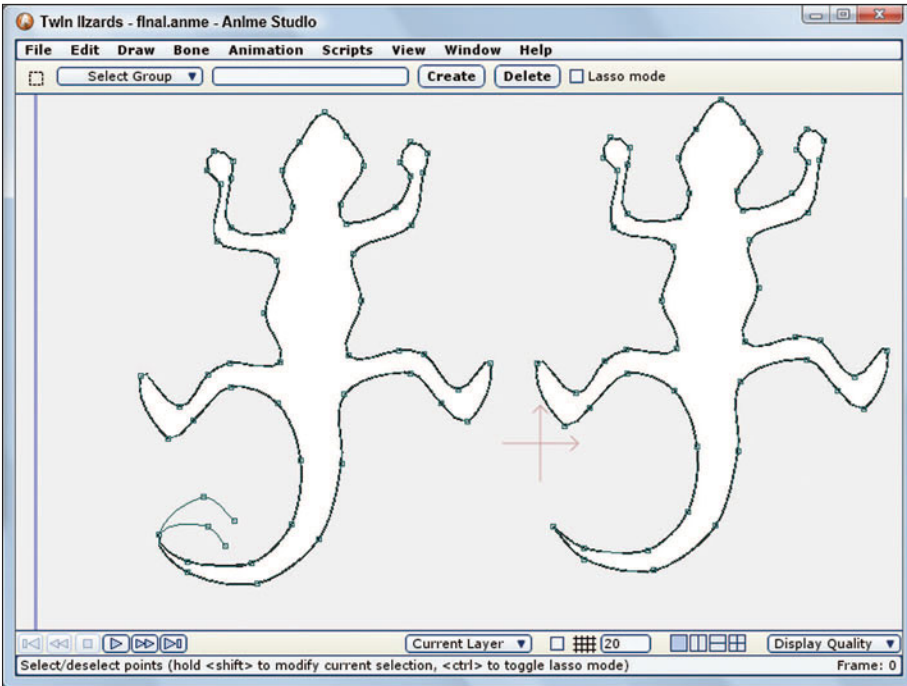 Twin lizards - final.anme - Anime Studio
File Edit Draw Bone Animation Scripts View Window Help
Select Group Create Delete Lasso mode
Current Layer 20 Display Quality
Select/deselect points (hold <shift> to modify current selection, <ctrl> to toggle lasso mode) Frame: 0